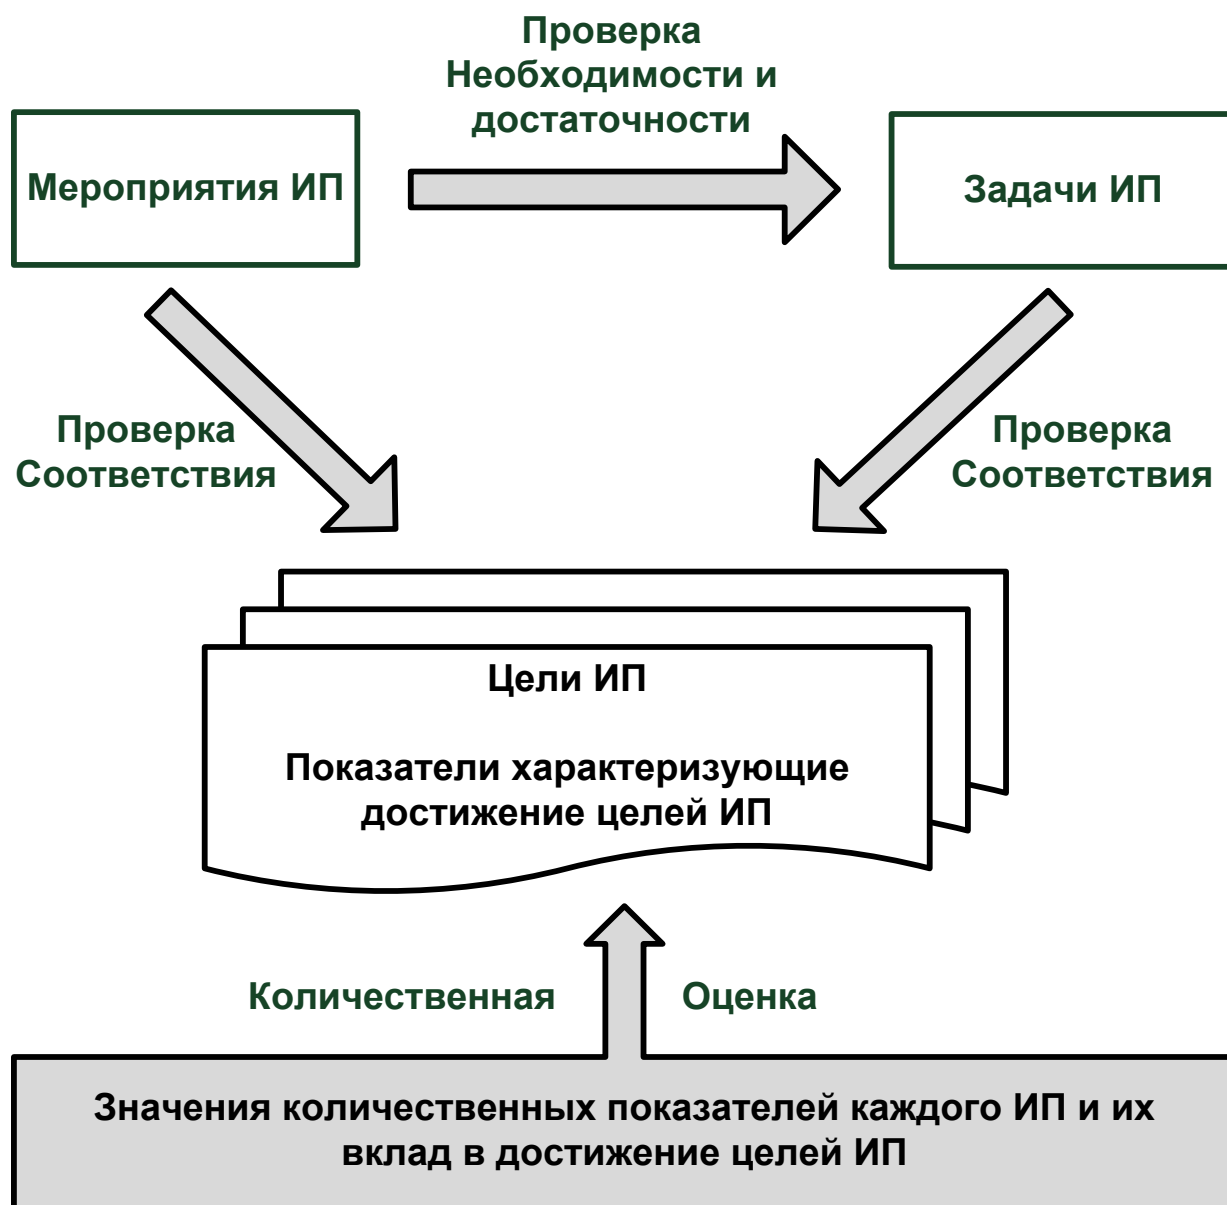 Проверка
Необходимости и
достаточности
Мероприятия ИП
Задачи ИП
Проверка
Соответствия
Проверка
Соответствия
Цели ИП
Показатели характеризующие
достижение целей ИП
Количественная
Оценка
Значения количественных показателей каждого ИП и их
вклад в достижение целей ИП